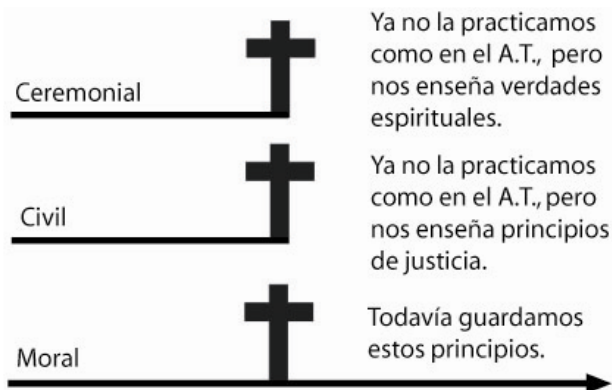 Ceremonial
Ya no la practicamos
como en el A.T., pero
nos enseña verdades
espirituales.
Civil
Ya no la practicamos
como en el A.T., pero
nos enseña principios
de justicia.
Moral
Todavía guardamos
estos principios.